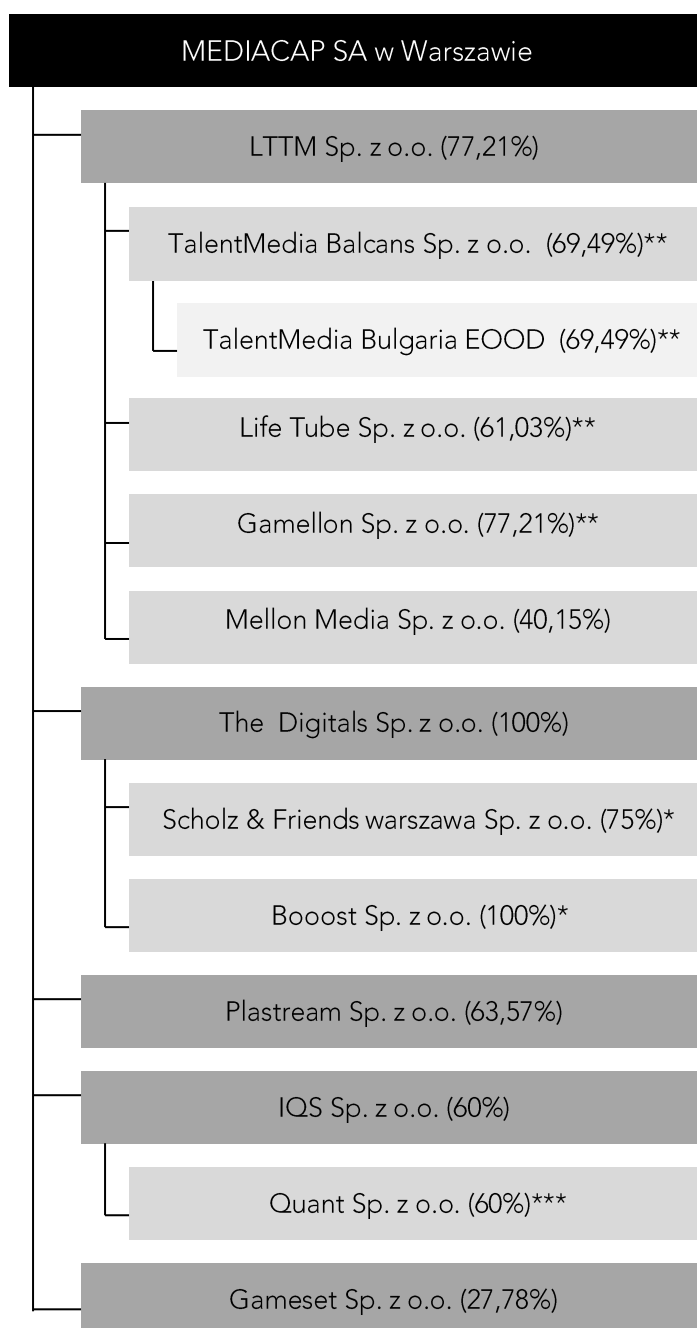 MEDIACAP SA w Warszawie
LTTM Sp. z o.o. (77,21%)
TalentMedia Balcans Sp. z o.o. (69,49%)**
TalentMedia Bulgaria EOOD (69,49%)**
Life Tube Sp. z o.o. (61,03%)**
Gamellon Sp. z o.o. (77,21%)**
Mellon Media Sp. z o.o. (40,15%)
The Digitals Sp. z o.o. (100%)
Scholz & Friends warszawa Sp. z o.o. (75%)*
Booost Sp. z o.o. (100%)*
Plastream Sp. z o.o. (63,57%)
IQS Sp. z o.o. (60%)
Quant Sp. z o.o. (60%)***
Gameset Sp. z o.o. (27,78%)